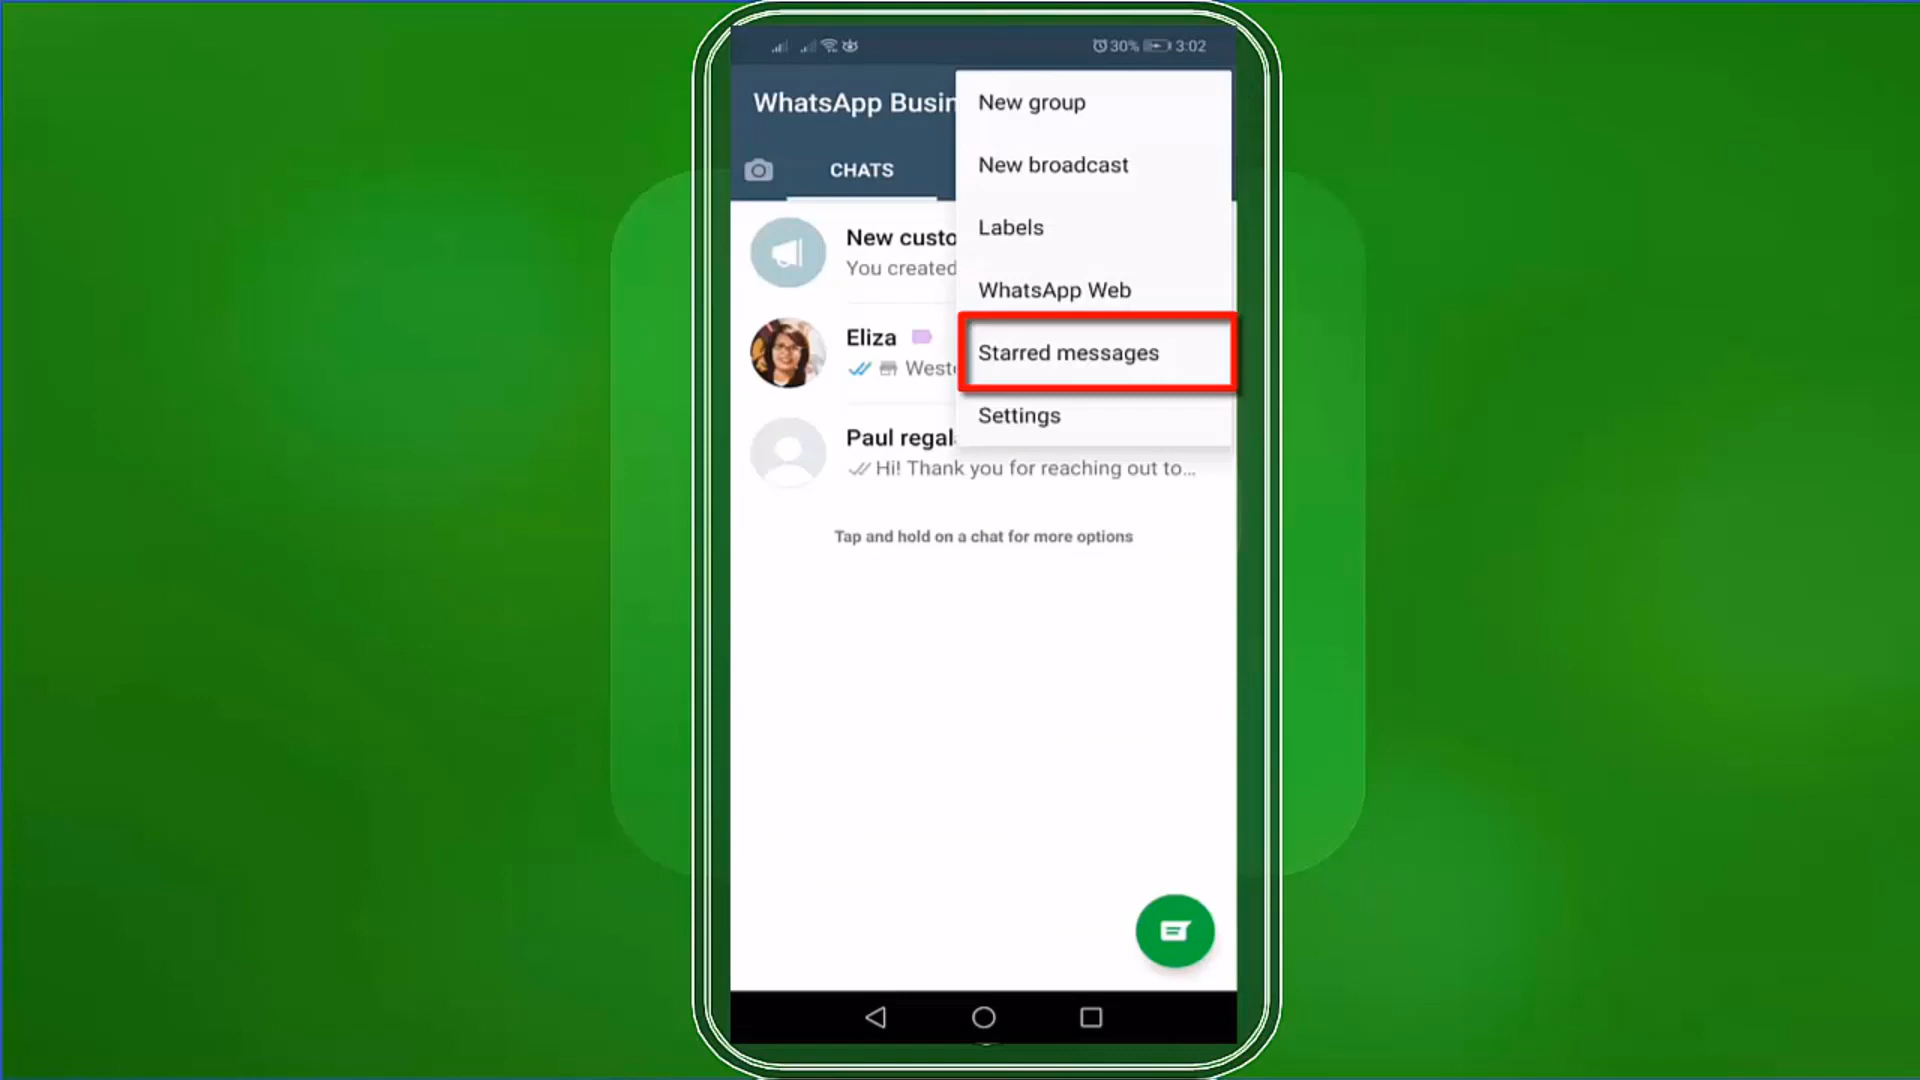 30% 3:02
WhatsApp Busin
New group
New broadcast
CHATS
Labels
New custo
You created
WhatsApp Web
Eliza
Starred messages
West
Settings
Paul regal
Hi! Thank you for reaching out to...
Tap and hold on a chat for more options